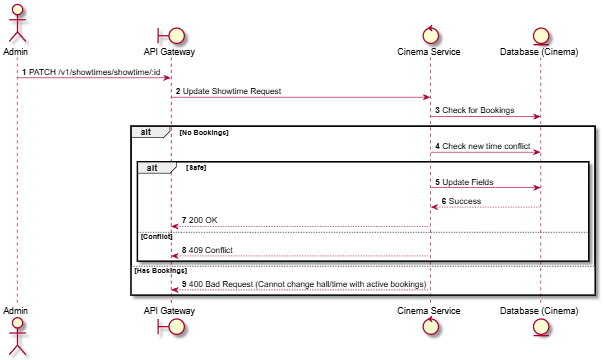 Admin API Gateway Cinema Service Database (Cinema)
1 PATCH /v1/showtimes/showtime/:id
2 Update Showtime Request
3 Check for Bookings
alt [No Bookings]
4 Check new time conflict
alt [Safe]
5 Update Fields
6 Success
7 200 OK
[Conflict]
8 409 Conflict
[Has Bookings]
9 400 Bad Request (Cannot change hall/time with active bookings)
Admin API Gateway Cinema Service Database (Cinema)